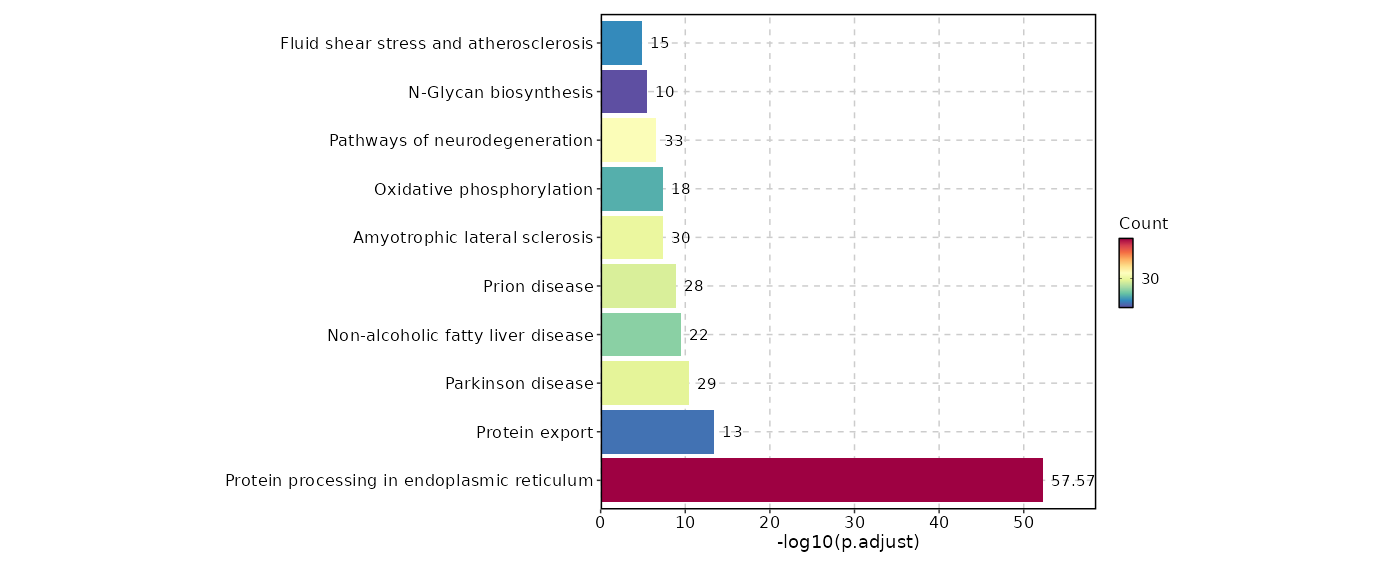 Fluid shear stress and atherosclerosis 15
N-Glycan biosynthesis 10
Pathways of neurodegeneration 33
Oxidative phosphorylation 18
Amyotrophic lateral sclerosis 30
Prion disease 28
Non-alcoholic fatty liver disease 22
Parkinson disease 29
Protein export 13
Protein processing in endoplasmic reticulum 57.57
0 10 20 30 40 50
-log10(p.adjust)
Count
30